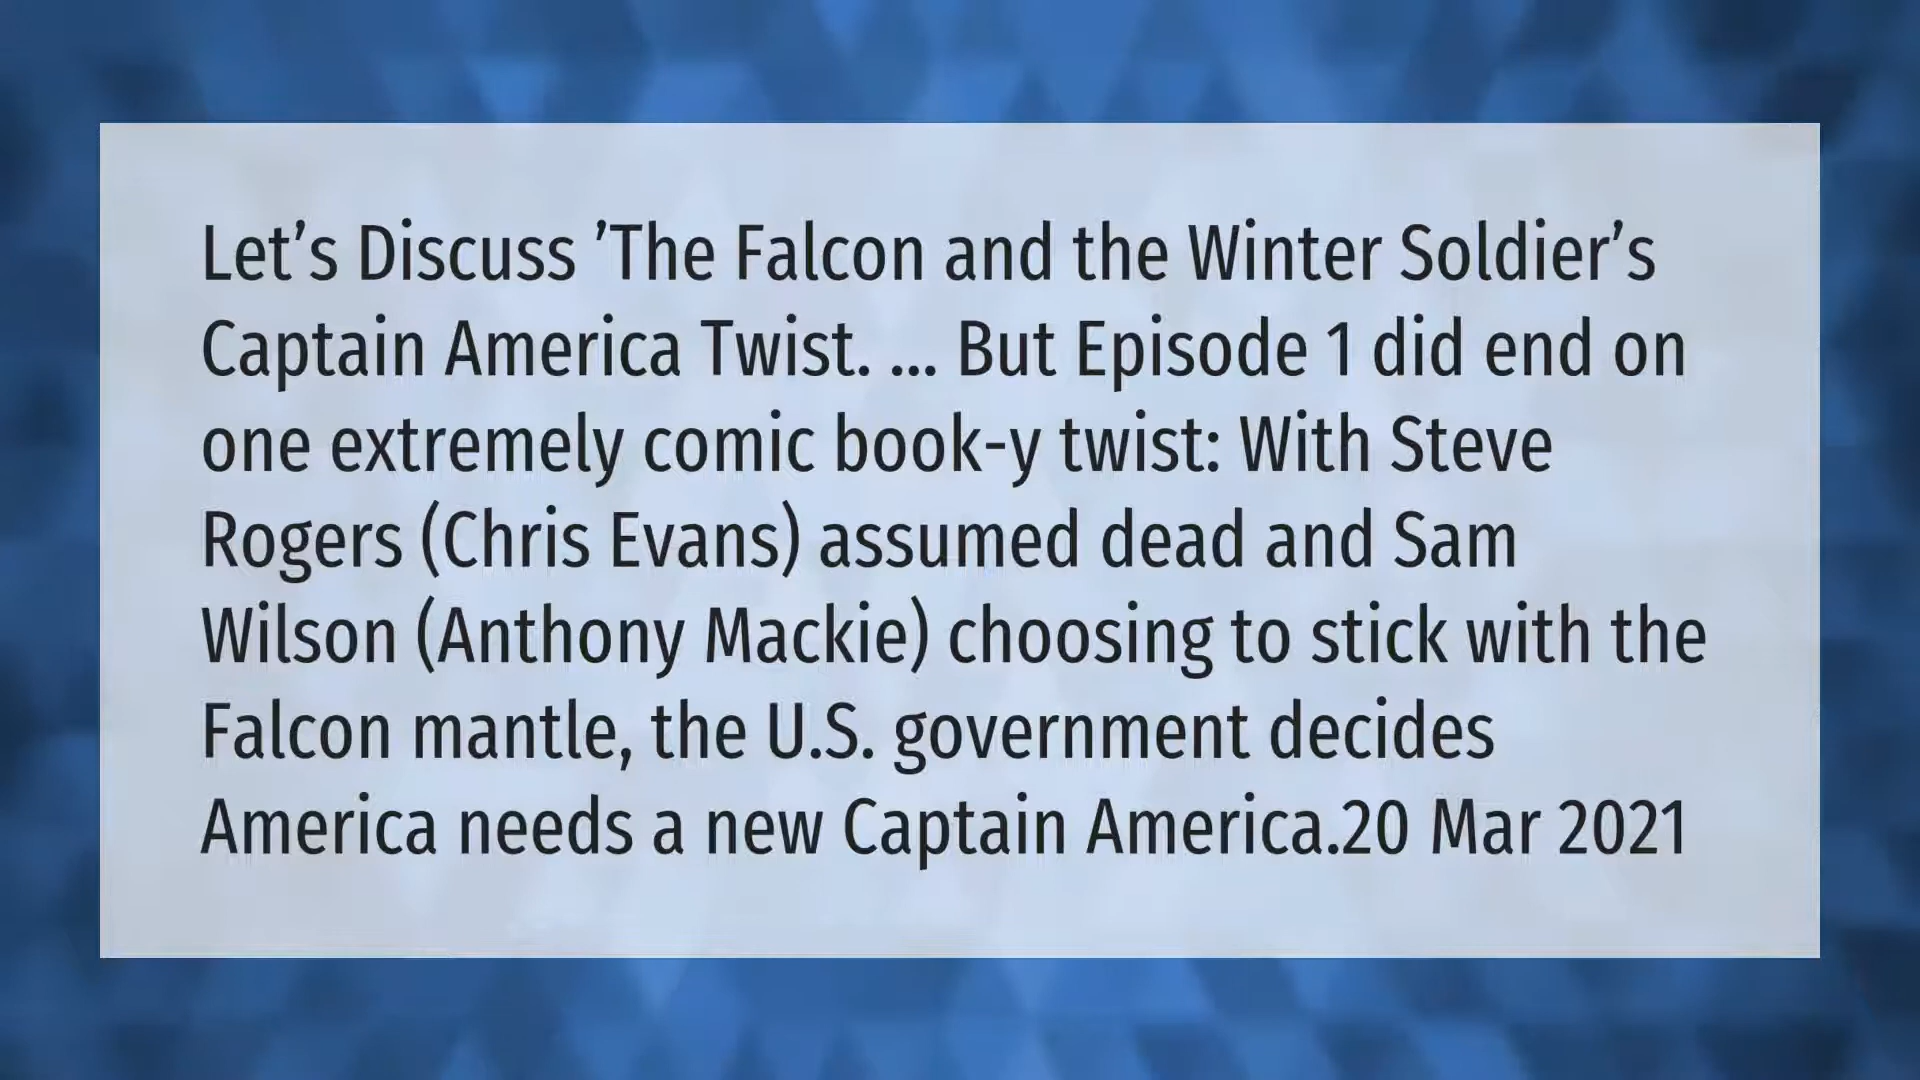 Let’s Discuss ’The Falcon and the Winter Soldier’s
Captain America Twist. ... But Episode 1 did end on
one extremely comic book-y twist: With Steve
Rogers (Chris Evans) assumed dead and Sam
Wilson (Anthony Mackie) choosing to stick with the
Falcon mantle, the U.S. government decides
America needs a new Captain America.20 Mar 2021